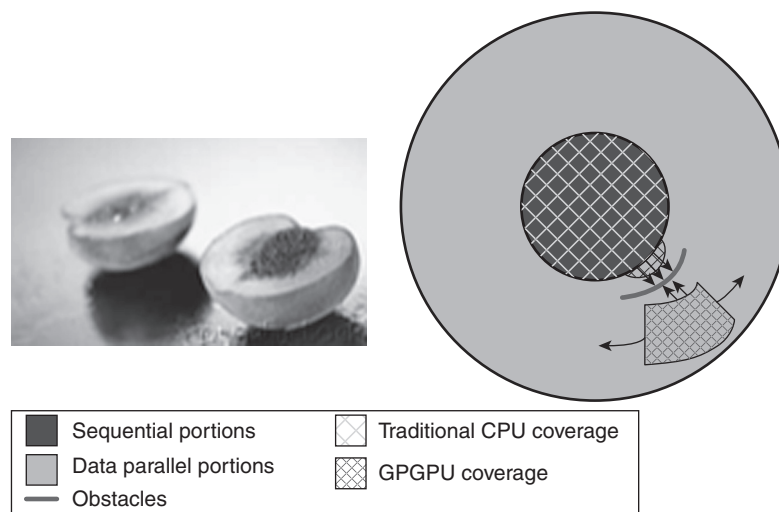 Sequential portions
Data parallel portions
Obstacles
Traditional CPU coverage
GPGPU coverage